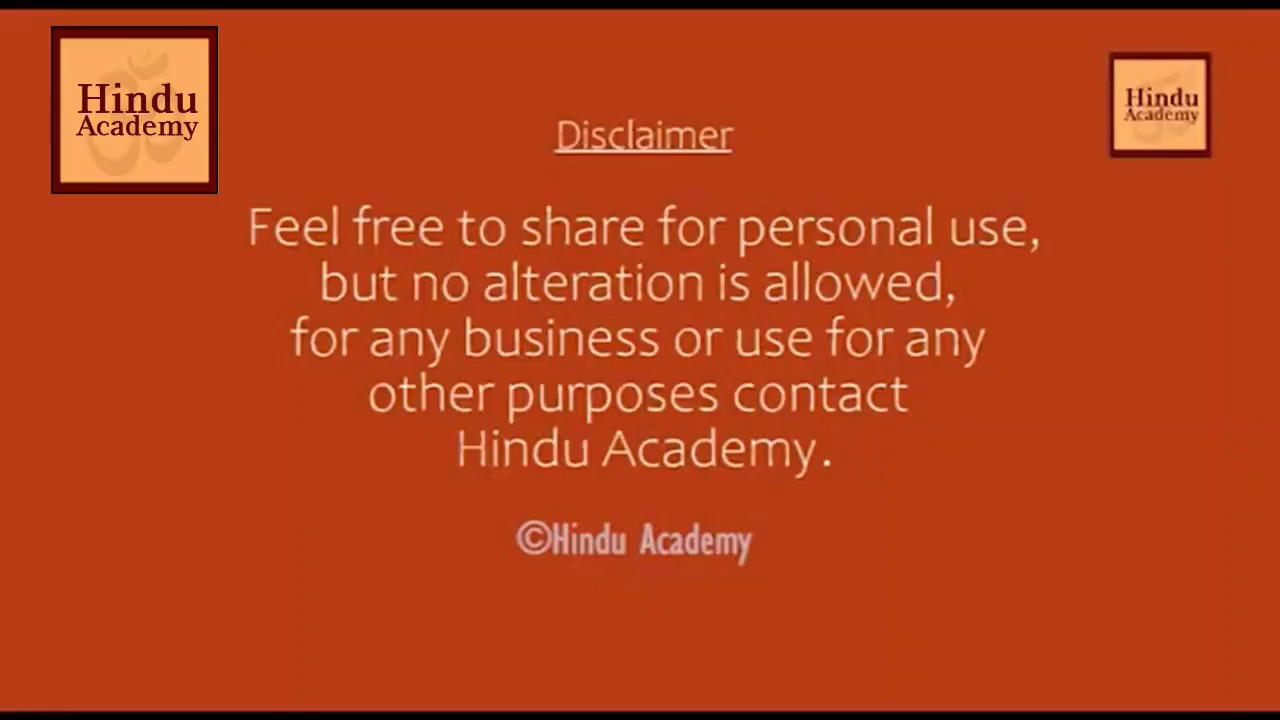 Hindu
Academy
Hindu
Academy
Disclaimer
Feel free to share for personal use,
but no alteration is allowed,
for any business or use for any
other purposes contact
Hindu Academy.
©Hindu Academy